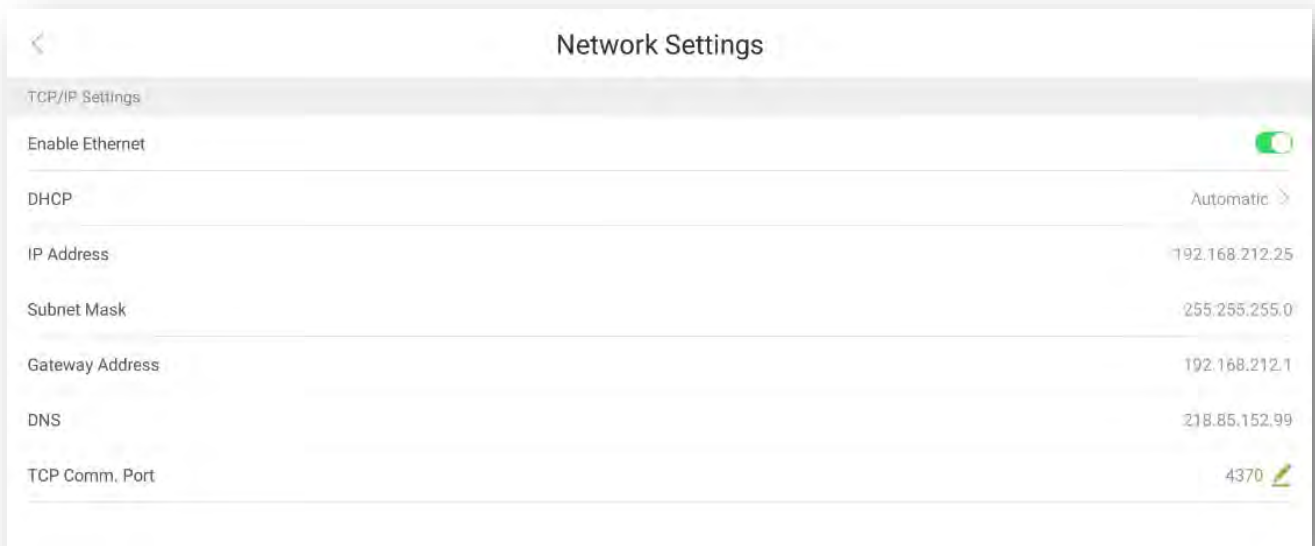 Network Settings
TCP/IP Settings
Enable Ethernet
DHCP Automatic
IP Address 192.168.212.25
Subnet Mask 255.255.255.0
Gateway Address 192.168.212.1
DNS 218.85.152.99
TCP Comm. Port 4370